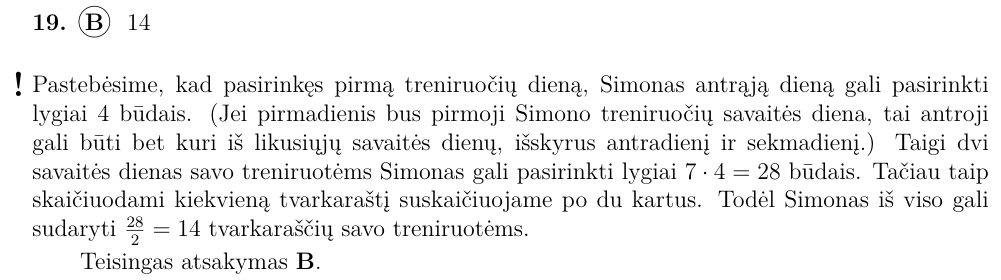 19. B 14
! Pastebėsime, kad pasirinkęs pirmą treniruočių dieną, Simonas antrąją dieną gali pasirinkti
lygiai 4 būdais. (Jei pirmadienis bus pirmoji Simono treniruočių savaitės diena, tai antroji
gali būti bet kuri iš likusiųjų savaitės dienų, išskyrus antradienį ir sekmadienį.) Taigi dvi
savaitės dienas savo treniruotėms Simonas gali pasirinkti lygiai 7 · 4 = 28 būdais. Tačiau taip
skaičiuodami kiekvieną tvarkaraštį suskaičiuojame po du kartus. Todėl Simonas iš viso gali
sudaryti 28/2 = 14 tvarkaraščių savo treniruotėms.
Teisingas atsakymas B.